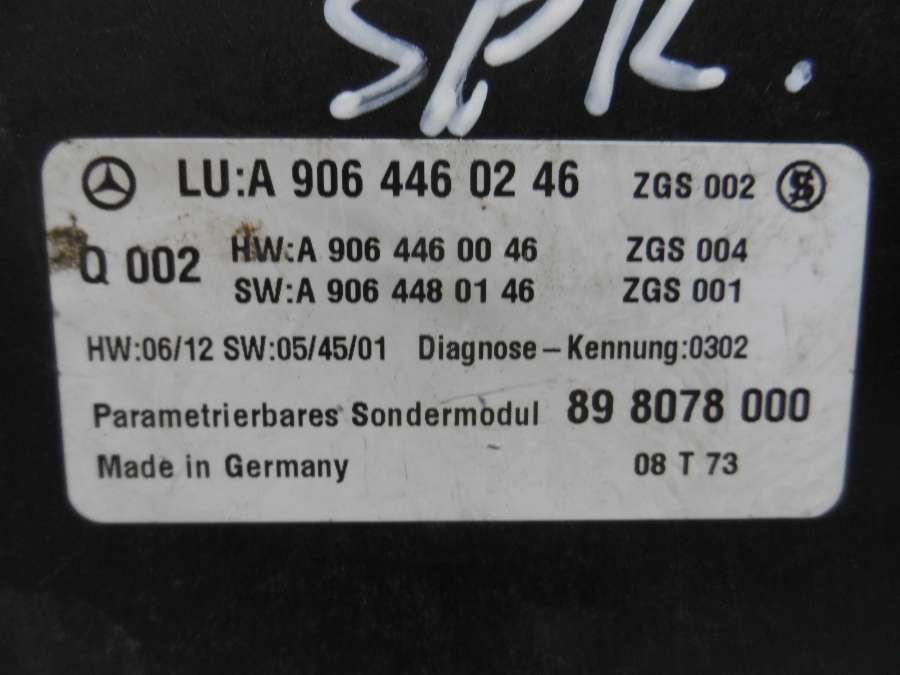 SPR.
LU:A 906 446 02 46 ZGS 002
Q 002
HW:A 906 446 00 46 ZGS 004
SW:A 906 448 01 46 ZGS 001
HW:06/12 SW:05/45/01 Diagnose – Kennung:0302
Parametrierbares Sondermodul 89 8078 000
Made in Germany 08 T 73